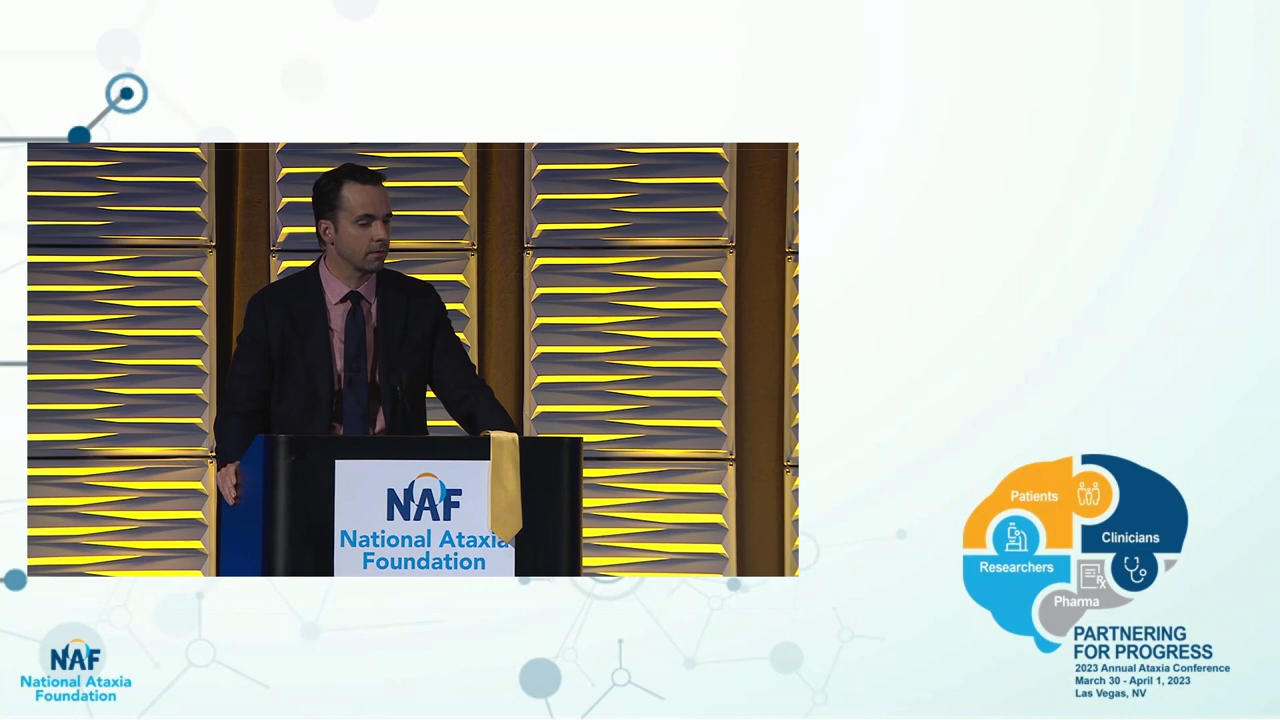 NAF
National Ataxia
Foundation
Patients
Clinicians
Researchers
Rx
Pharma
PARTNERING
FOR PROGRESS
2023 Annual Ataxia Conference
March 30 - April 1, 2023
Las Vegas, NV
NAF
National Ataxia
Foundation